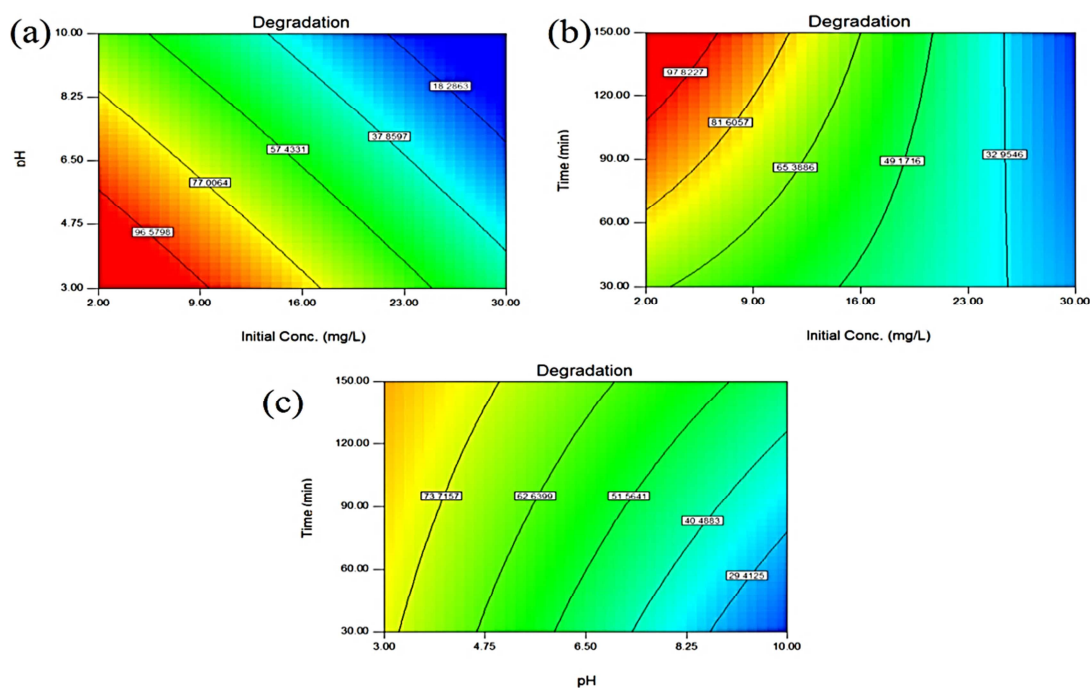 (a)
Degradation
10.00
8.25
6.50
4.75
3.00
pH
18.2863
37.8597
57.4331
77.0064
96.5798
2.00 9.00 16.00 23.00 30.00
Initial Conc. (mg/L)
(b)
Degradation
150.00
120.00
90.00
60.00
30.00
Time (min)
97.8227
81.6057
65.3886
49.1716
32.9546
2.00 9.00 16.00 23.00 30.00
Initial Conc. (mg/L)
(c)
Degradation
150.00
120.00
90.00
60.00
30.00
Time (min)
73.7157
62.6399
51.5641
40.4883
29.4125
3.00 4.75 6.50 8.25 10.00
pH